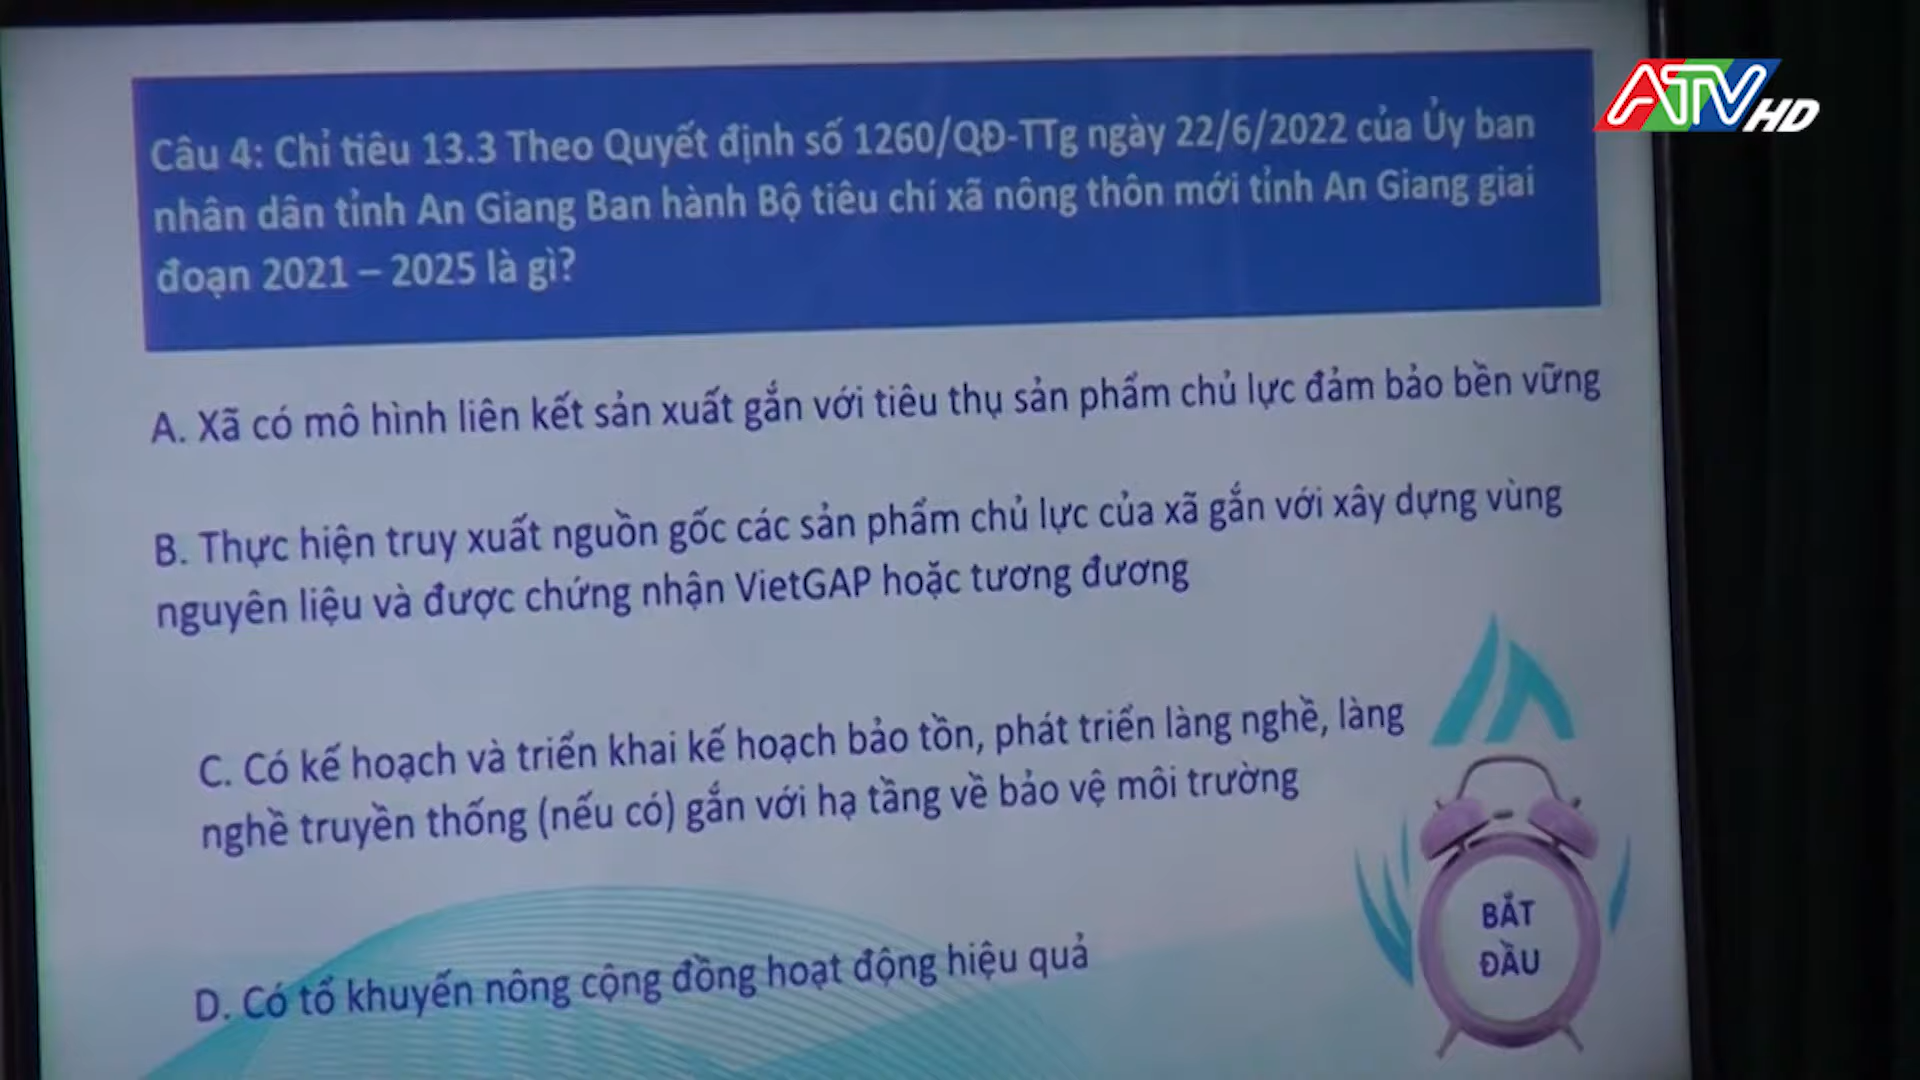 ATV HD
Câu 4: Chỉ tiêu 13.3 Theo Quyết định số 1260/QĐ-TTg ngày 22/6/2022 của Ủy ban
nhân dân tỉnh An Giang Ban hành Bộ tiêu chí xã nông thôn mới tỉnh An Giang giai
đoạn 2021 – 2025 là gì?
A. Xã có mô hình liên kết sản xuất gắn với tiêu thụ sản phẩm chủ lực đảm bảo bền vững
B. Thực hiện truy xuất nguồn gốc các sản phẩm chủ lực của xã gắn với xây dựng vùng
nguyên liệu và được chứng nhận VietGAP hoặc tương đương
C. Có kế hoạch và triển khai kế hoạch bảo tồn, phát triển làng nghề, làng
nghề truyền thống (nếu có) gắn với hạ tầng về bảo vệ môi trường
D. Có tổ khuyến nông cộng đồng hoạt động hiệu quả
BẮT
ĐẦU